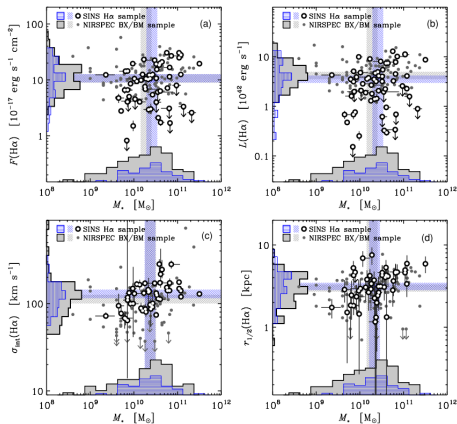 SINS Hα sample (a)
NIRSPEC BX/BM sample
100
10
1
F(Hα) [10⁻¹⁷ erg s⁻¹ cm⁻²]
10⁸ 10⁹ 10¹⁰ 10¹¹ 10¹²
M⋆ [M☉]
SINS Hα sample (b)
NIRSPEC BX/BM sample
10
1
0.1
L(Hα) [10⁴² erg s⁻¹]
10⁸ 10⁹ 10¹⁰ 10¹¹ 10¹²
M⋆ [M☉]
SINS Hα sample
NIRSPEC BX/BM sample
(c)
100
10
σint(Hα) [km s⁻¹]
10⁸ 10⁹ 10¹⁰ 10¹¹ 10¹²
M⋆ [M☉]
SINS Hα sample
NIRSPEC BX/BM sample
(d)
10
1
r1/2(Hα) [kpc]
10⁸ 10⁹ 10¹⁰ 10¹¹ 10¹²
M⋆ [M☉]